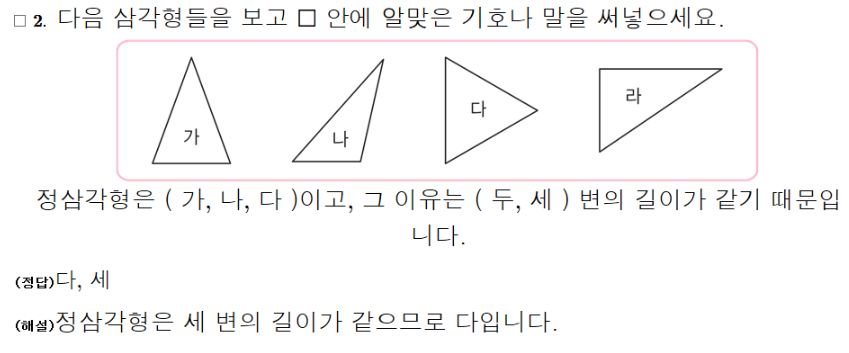 □ 2. 다음 삼각형들을 보고 □ 안에 알맞은 기호나 말을 써넣으세요.
가
나
다
라
정삼각형은 ( 가, 나, 다 )이고, 그 이유는 ( 두, 세 ) 변의 길이가 같기 때문입
니다.
(정답)다, 세
(해설)정삼각형은 세 변의 길이가 같으므로 다입니다.